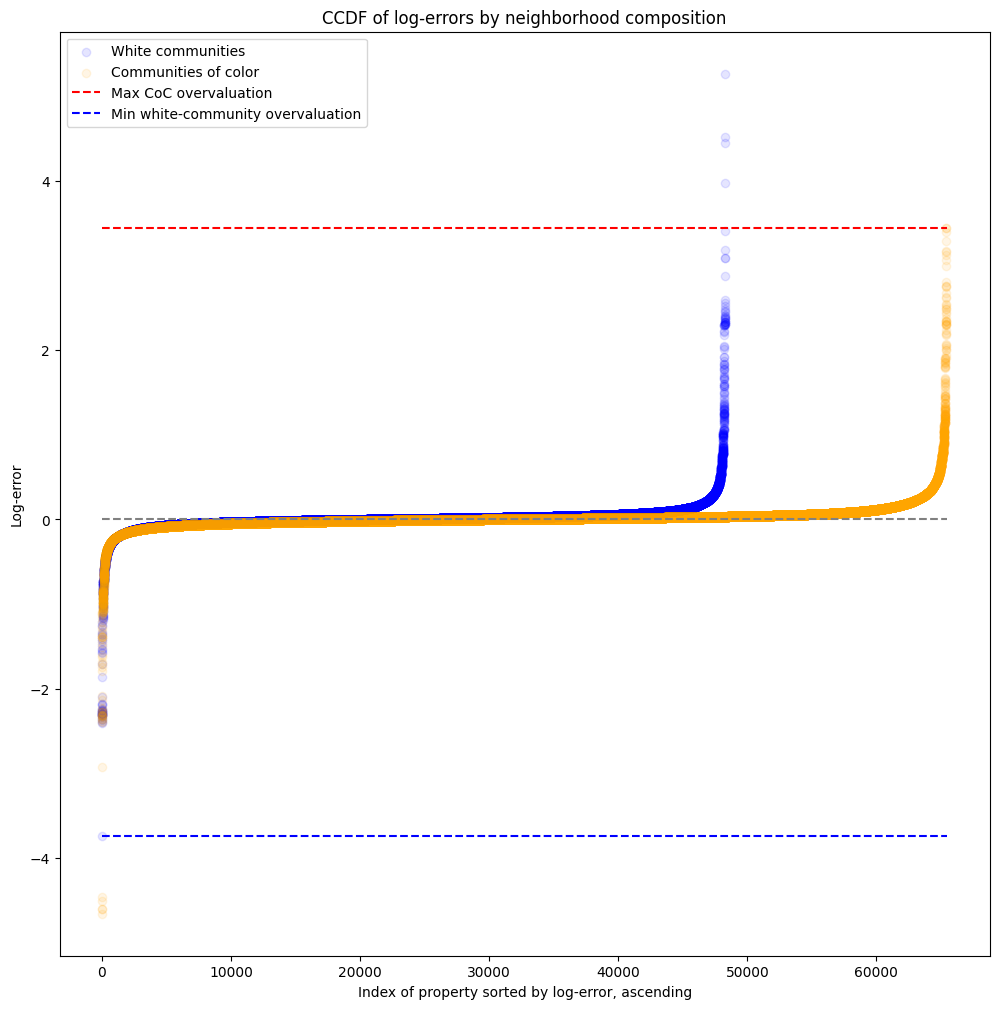 CCDF of log-errors by neighborhood composition
White communities
Communities of color
Max CoC overvaluation
Min white-community overvaluation
Log-error
4
2
0
−2
−4
0 10000 20000 30000 40000 50000 60000
Index of property sorted by log-error, ascending